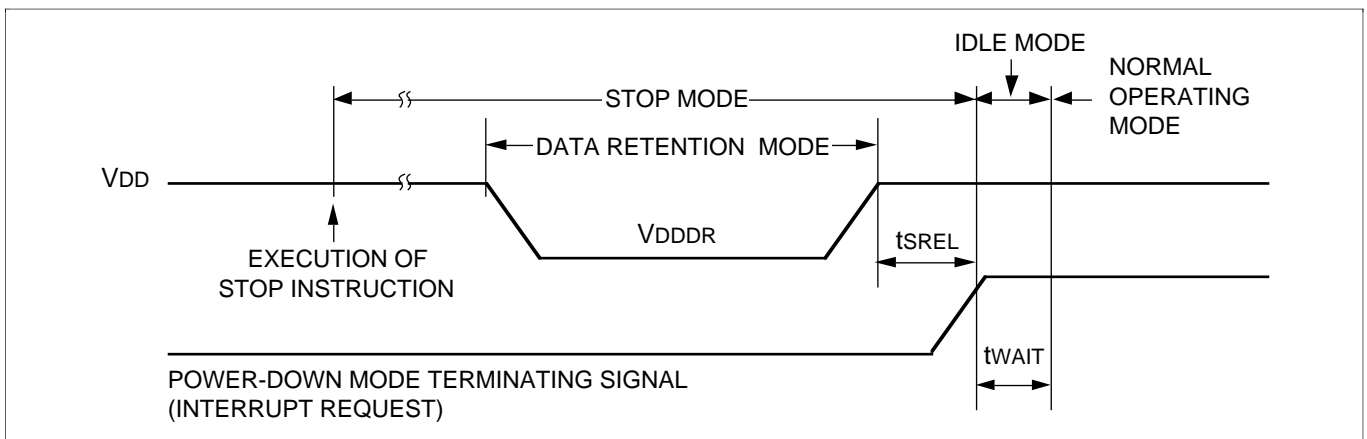 IDLE MODE
NORMAL
OPERATING
MODE
STOP MODE
DATA RETENTION MODE
VDD
VDDDR
tSREL
EXECUTION OF
STOP INSTRUCTION
tWAIT
POWER-DOWN MODE TERMINATING SIGNAL
(INTERRUPT REQUEST)